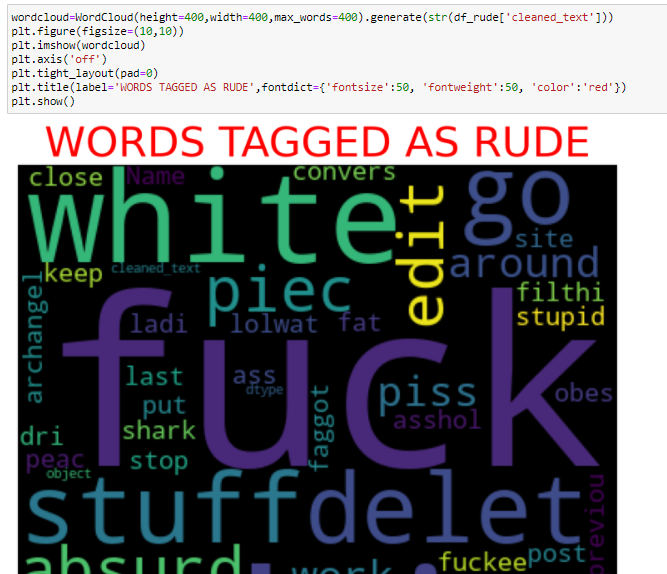 wordcloud=WordCloud(height=400,width=400,max_words=400).generate(str(df_rude['cleaned_text']))
plt.figure(figsize=(10,10))
plt.imshow(wordcloud)
plt.axis('off')
plt.tight_layout(pad=0)
plt.title(label='WORDS TAGGED AS RUDE',fontdict={'fontsize':50, 'fontweight':50, 'color':'red'})
plt.show()
WORDS TAGGED AS RUDE
close
Name
convers
white
edit
go
site
around
keep
cleaned_text
piec
filthi
stupid
archangel
ladi
lolwat
fat
fuck
last
ass
dtype
piss
obes
put
faggot
asshol
dri
shark
peac
stop
object
stuff
delet
previou
absurd
work
fuckee
post